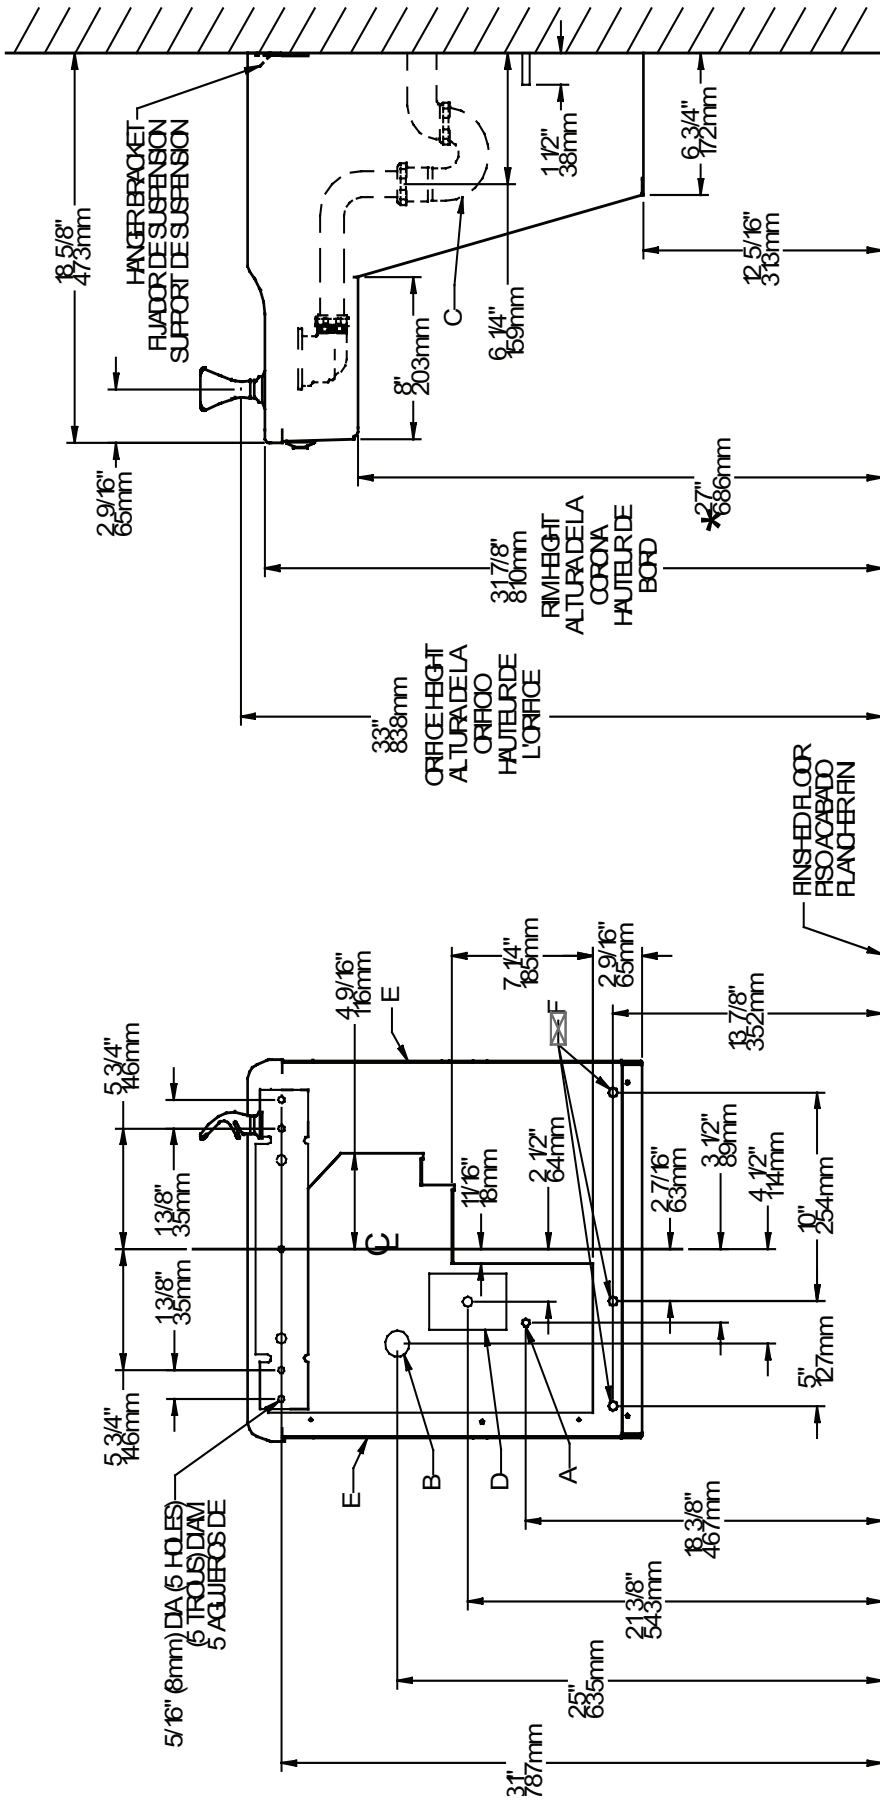 18 5/8"
473mm
HANGER BRACKET
FIJADOR DE SUSPENSION
SUPPORT DE SUSPENSION
2 9/16"
65mm
8"
203mm
C
6 1/4"
159mm
1 1/2"
38mm
6 3/4"
172mm
12 5/16"
313mm
*27"
686mm
31 7/8"
810mm
RIM HEIGHT
ALTURA DE LA
CORONA
HAUTEUR DE
BORD
33"
838mm
ORIFICE HEIGHT
ALTURA DE LA
ORIFICIO
HAUTEUR DE
L'ORIFICE
FINISHED FLOOR
PISO ACABADO
PLANCHER FINI
5 3/4"
146mm
1 3/8"
35mm
1 3/8"
35mm
5 3/4"
146mm
5/16" (8mm) DIA (5 HOLES)
(5 TROUS) DIAM
5 AGUJEROS DE
4 9/16"
116mm
E
7 1/4"
185mm
2 9/16"
65mm
F
13 7/8"
352mm
CL
11/16"
18mm
2 1/2"
64mm
2 7/16"
63mm
3 1/2"
89mm
4 1/2"
114mm
10"
254mm
5"
127mm
E
B
D
A
18 3/8"
467mm
21 3/8"
543mm
25"
635mm
31"
787mm